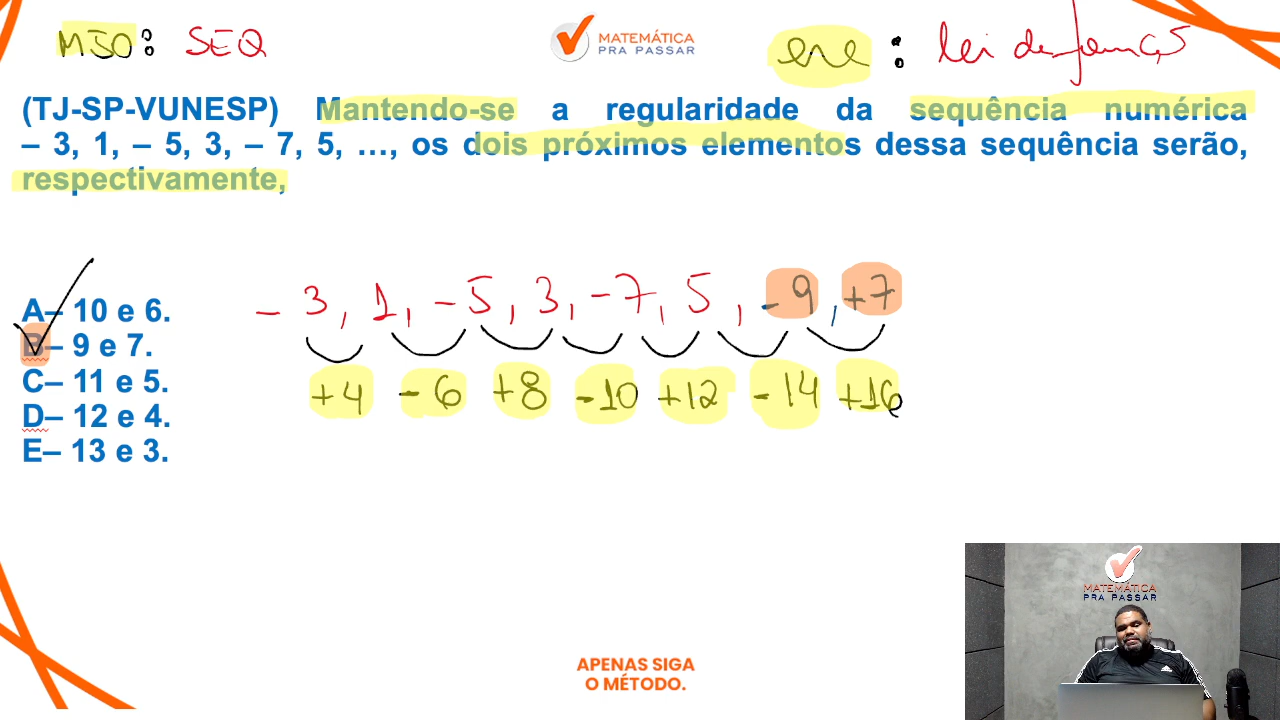 MJO: SEQ
MATEMÁTICA
PRA PASSAR
: lei de formação
(TJ-SP-VUNESP) Mantendo-se a regularidade da sequência numérica
– 3, 1, – 5, 3, – 7, 5, …, os dois próximos elementos dessa sequência serão,
respectivamente,
- 3, 1, - 5, 3, - 7, 5, - 9, +7
A– 10 e 6.
B– 9 e 7.
C– 11 e 5.
D– 12 e 4.
E– 13 e 3.
+4 - 6 +8 -10 +12 - 14 +16
MATEMÁTICA
PRA PASSAR
APENAS SIGA
O MÉTODO.